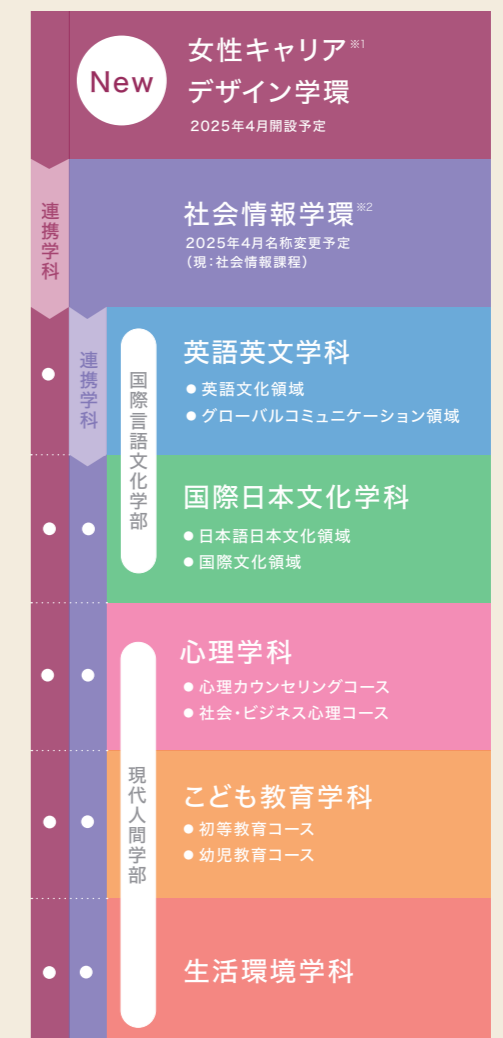 New
女性キャリア※1
デザイン学環
2025年4月開設予定
連携学科
社会情報学環※2
2025年4月名称変更予定
（現：社会情報課程）
連携学科
国際言語文化学部
英語英文学科
● 英語文化領域
● グローバルコミュニケーション領域
国際日本文化学科
● 日本語日本文化領域
● 国際文化領域
現代人間学部
心理学科
● 心理カウンセリングコース
● 社会・ビジネス心理コース
こども教育学科
● 初等教育コース
● 幼児教育コース
生活環境学科